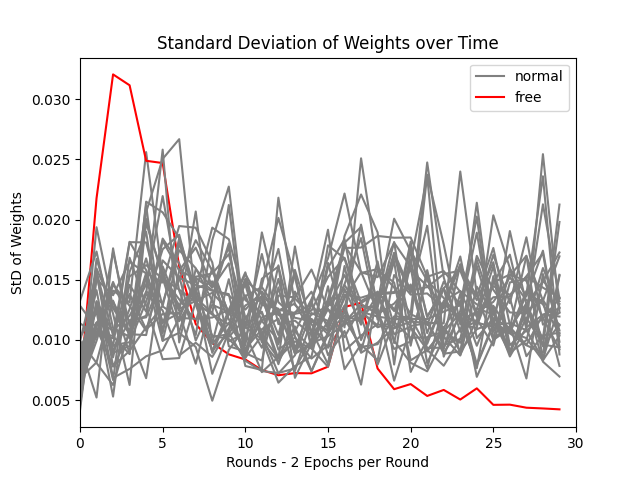 Standard Deviation of Weights over Time
normal
free
StD of Weights
0.030
0.025
0.020
0.015
0.010
0.005
0
5
10
15
20
25
30
Rounds - 2 Epochs per Round